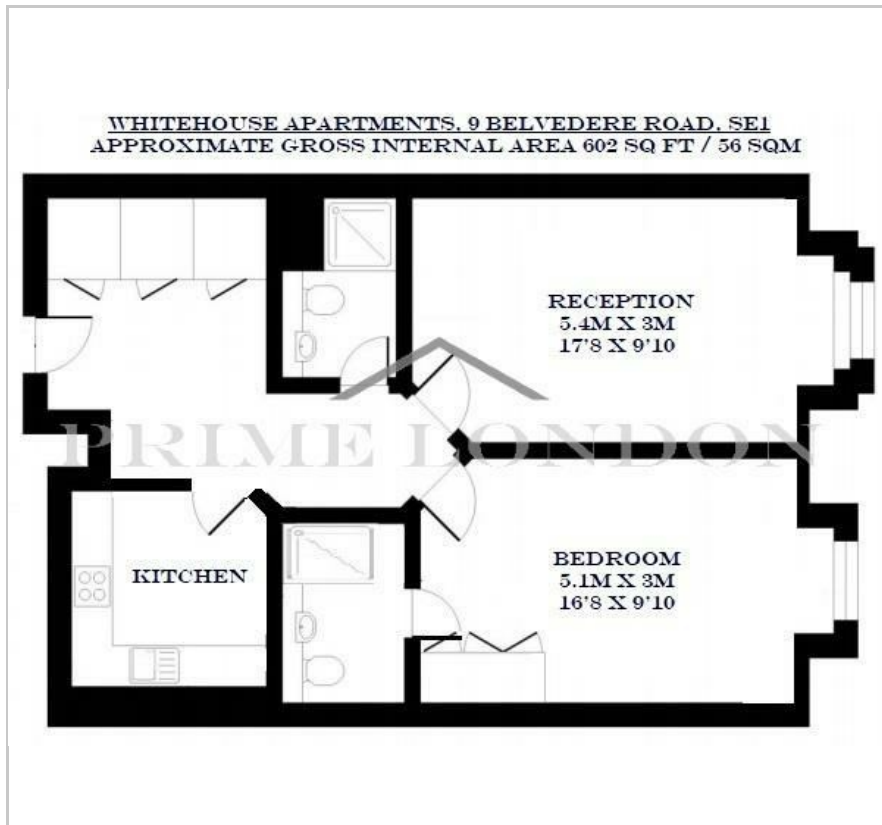 WHITEHOUSE APARTMENTS, 9 BELVEDERE ROAD, SE1
APPROXIMATE GROSS INTERNAL AREA 602 SQ FT / 56 SQM
RECEPTION
5.4M X 3M
17'8 X 9'10
PRIME LONDON
KITCHEN
BEDROOM
5.1M X 3M
16'8 X 9'10